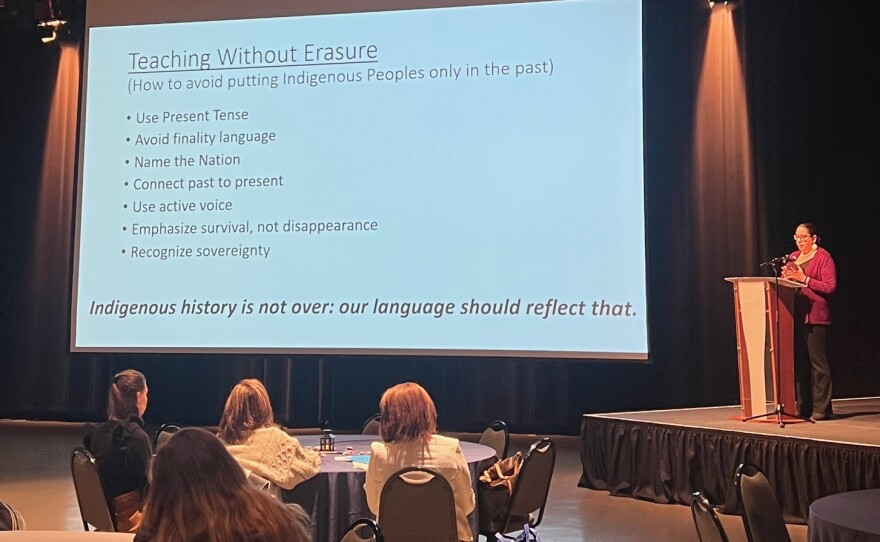 Teaching Without Erasure
(How to avoid putting Indigenous Peoples only in the past)
• Use Present Tense
• Avoid finality language
• Name the Nation
• Connect past to present
• Use active voice
• Emphasize survival, not disappearance
• Recognize sovereignty
Indigenous history is not over: our language should reflect that.